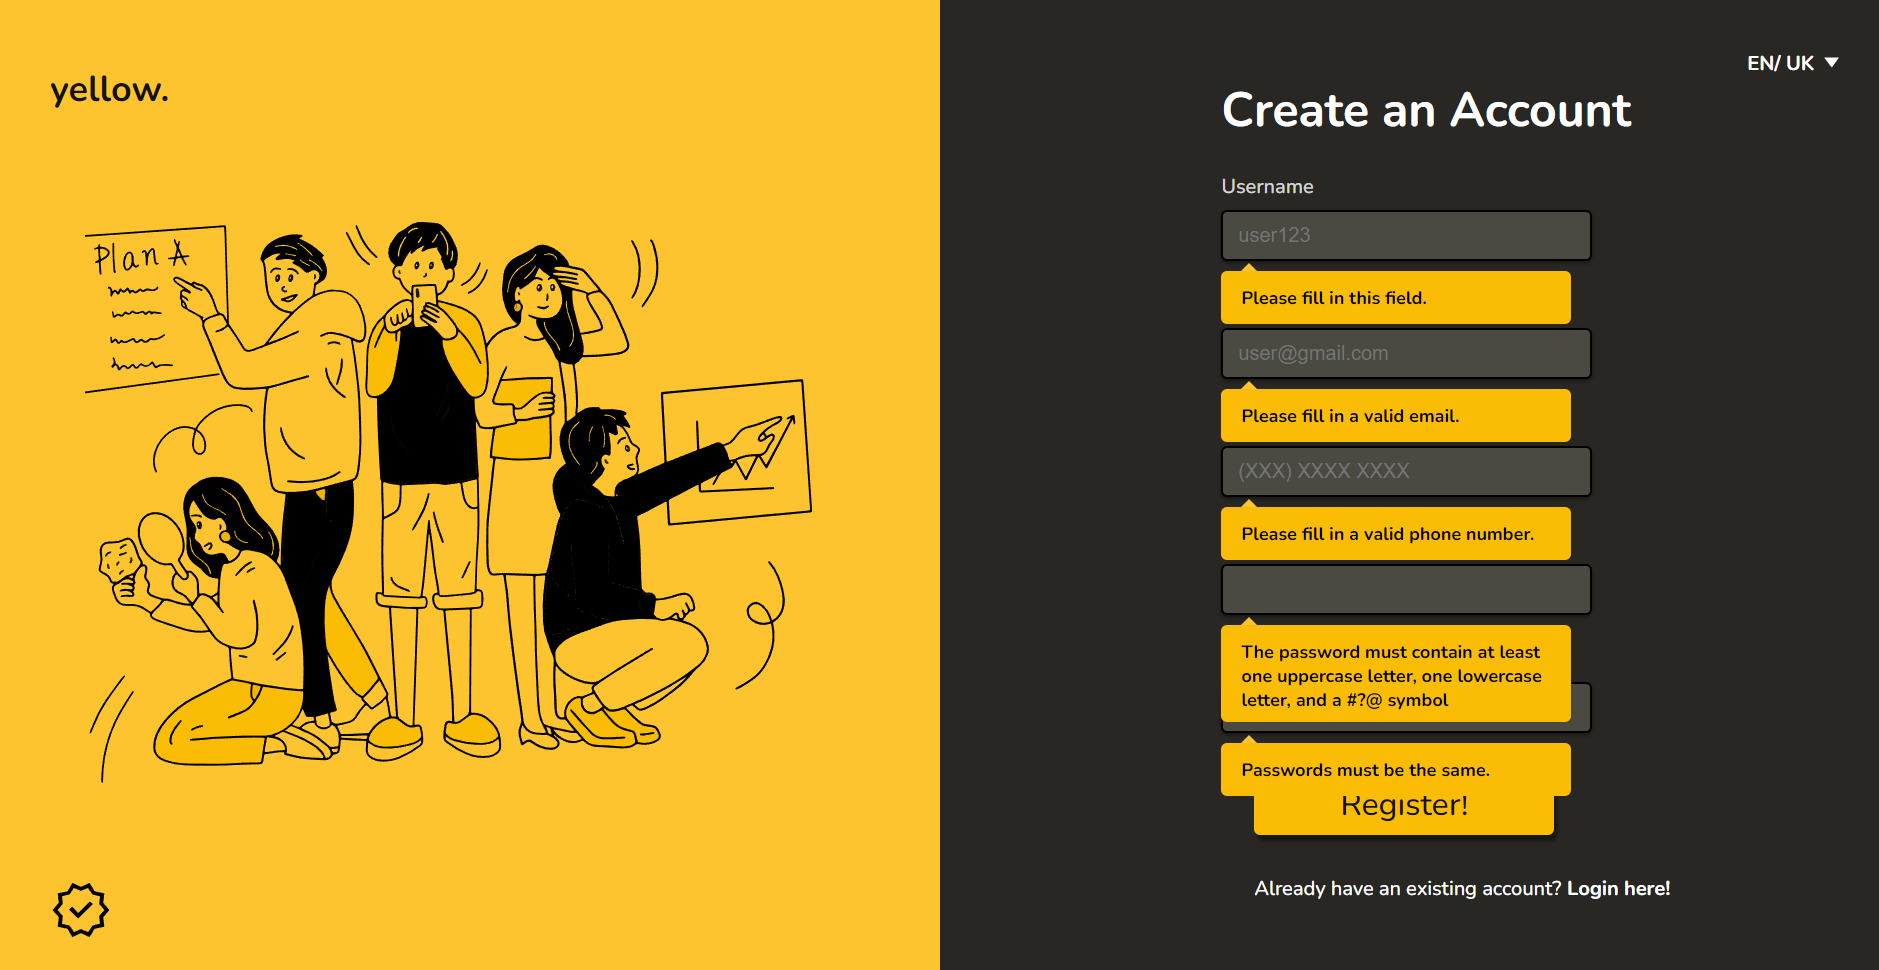 yellow.
Plan A
EN/ UK
Create an Account
Username
user123
Please fill in this field.
user@gmail.com
Please fill in a valid email.
(XXX) XXXX XXXX
Please fill in a valid phone number.
The password must contain at least
one uppercase letter, one lowercase
letter, and a #?@ symbol
Passwords must be the same.
Register!
Already have an existing account? Login here!